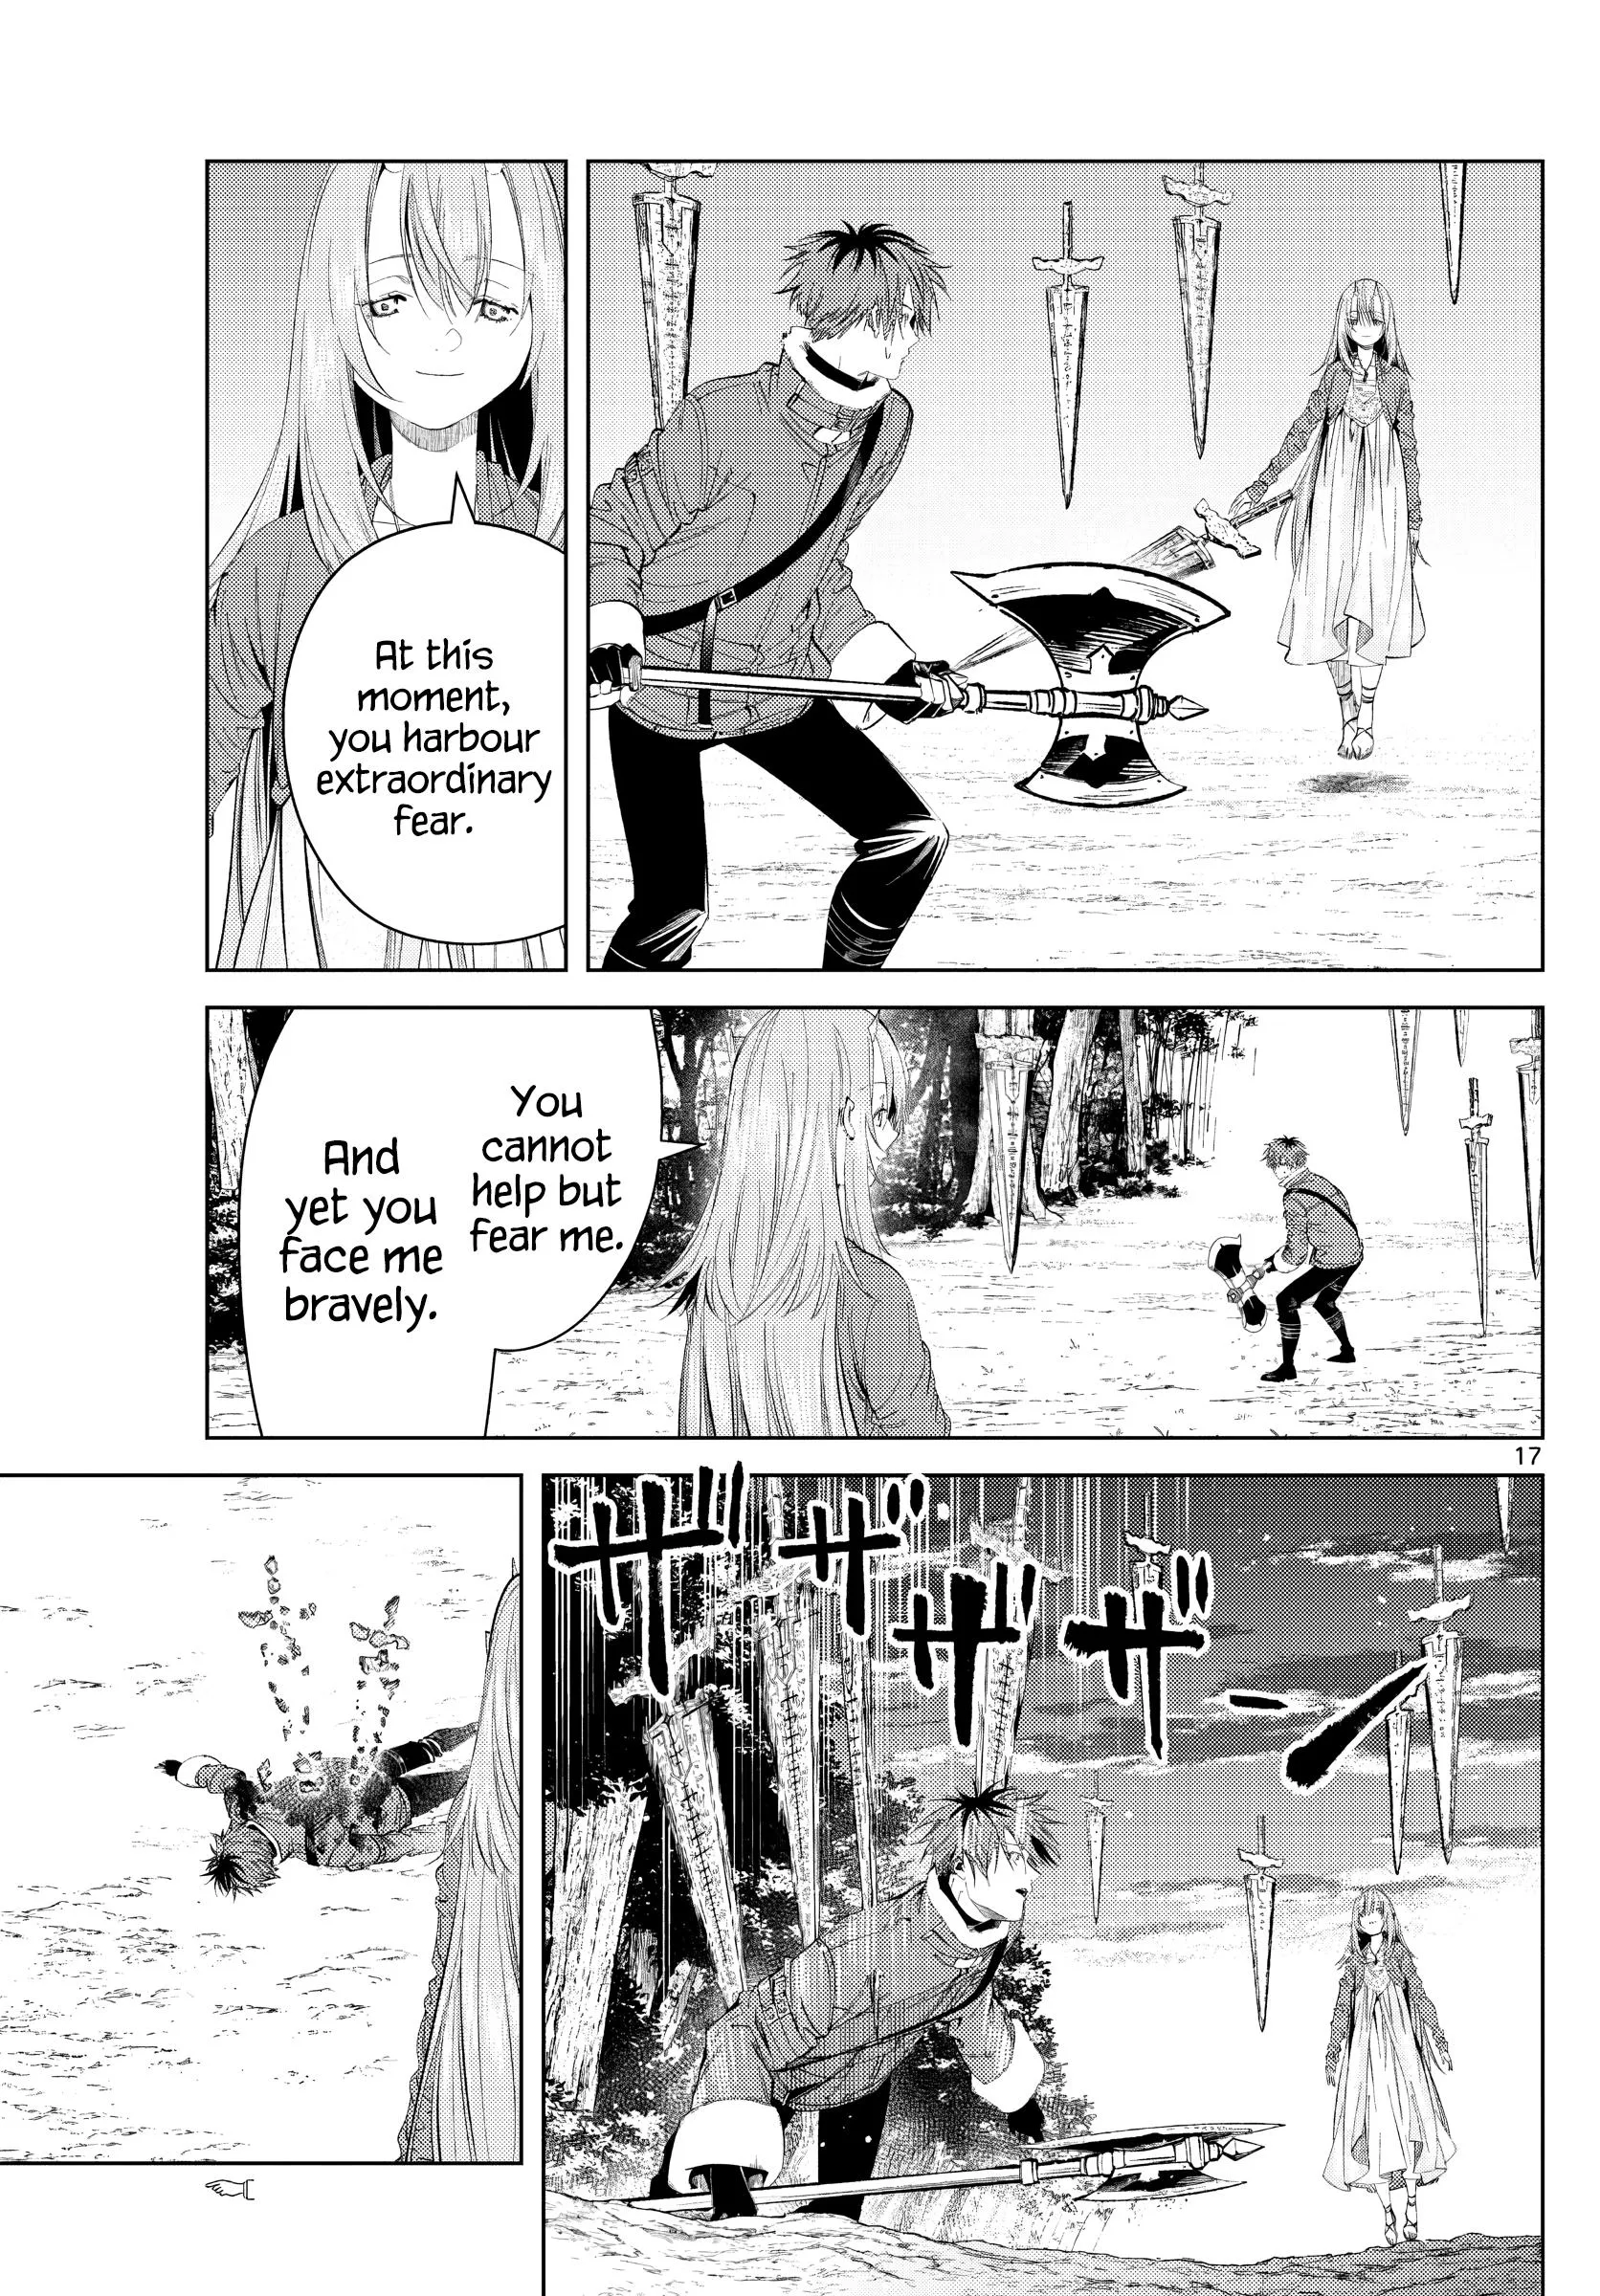 At this
moment,
you harbour
extraordinary
fear.
You
cannot
help but
fear me.
And
yet you
face me
bravely.
17
ザザザザー